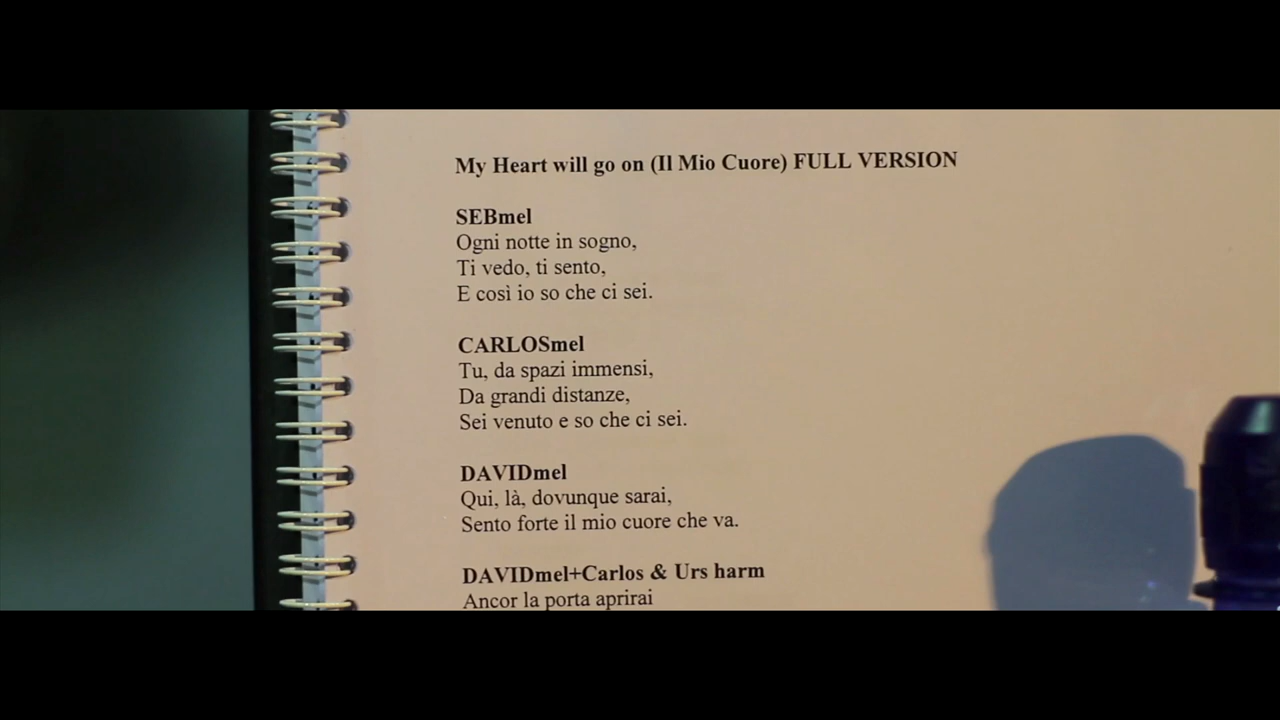 My Heart will go on (Il Mio Cuore) FULL VERSION
SEBmel
Ogni notte in sogno,
Ti vedo, ti sento,
E così io so che ci sei.
CARLOSmel
Tu, da spazi immensi,
Da grandi distanze,
Sei venuto e so che ci sei.
DAVIDmel
Qui, là, dovunque sarai,
Sento forte il mio cuore che va.
DAVIDmel+Carlos & Urs harm
Ancor la porta aprirai